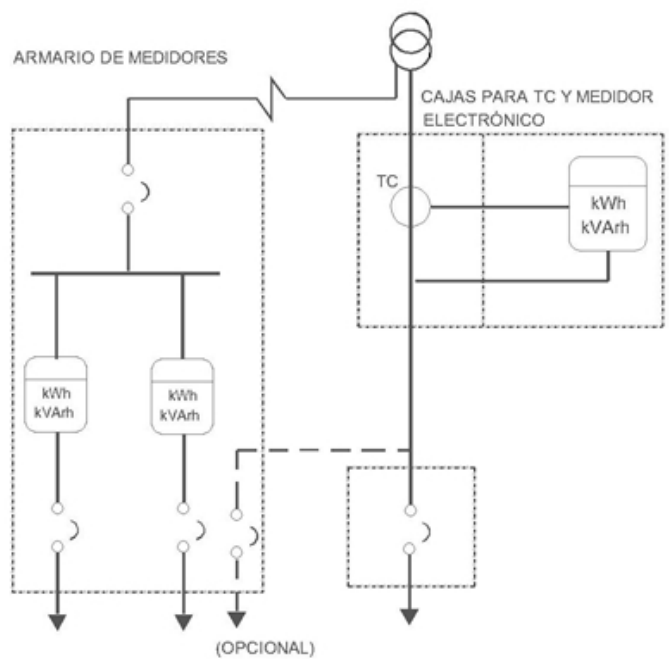 ARMARIO DE MEDIDORES
CAJAS PARA TC Y MEDIDOR
ELECTRÓNICO
TC
kWh
kVArh
kWh
kVArh
kWh
kVArh
(OPCIONAL)